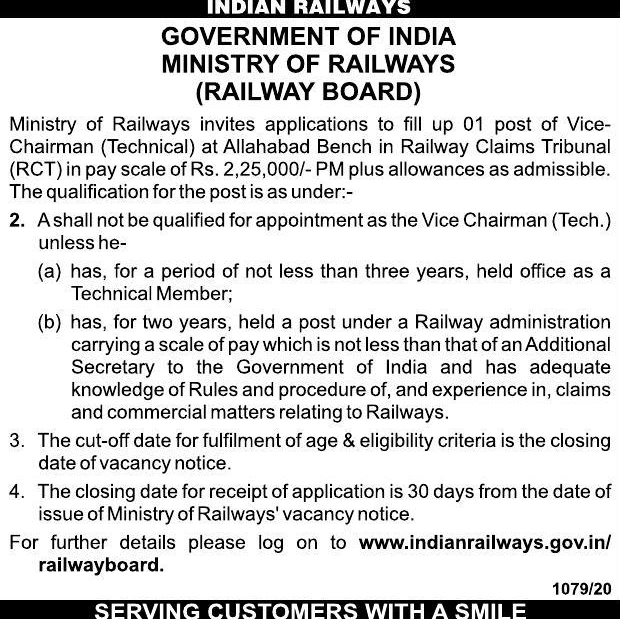 INDIAN RAILWAYS
GOVERNMENT OF INDIA
MINISTRY OF RAILWAYS
(RAILWAY BOARD)
Ministry of Railways invites applications to fill up 01 post of Vice-
Chairman (Technical) at Allahabad Bench in Railway Claims Tribunal
(RCT) in pay scale of Rs. 2,25,000/- PM plus allowances as admissible.
The qualification for the post is as under:-
2. A shall not be qualified for appointment as the Vice Chairman (Tech.)
unless he-
(a) has, for a period of not less than three years, held office as a
Technical Member;
(b) has, for two years, held a post under a Railway administration
carrying a scale of pay which is not less than that of an Additional
Secretary to the Government of India and has adequate
knowledge of Rules and procedure of, and experience in, claims
and commercial matters relating to Railways.
3. The cut-off date for fulfilment of age & eligibility criteria is the closing
date of vacancy notice.
4. The closing date for receipt of application is 30 days from the date of
issue of Ministry of Railways' vacancy notice.
For further details please log on to www.indianrailways.gov.in/
railwayboard.
1079/20
SERVING CUSTOMERS WITH A SMILE